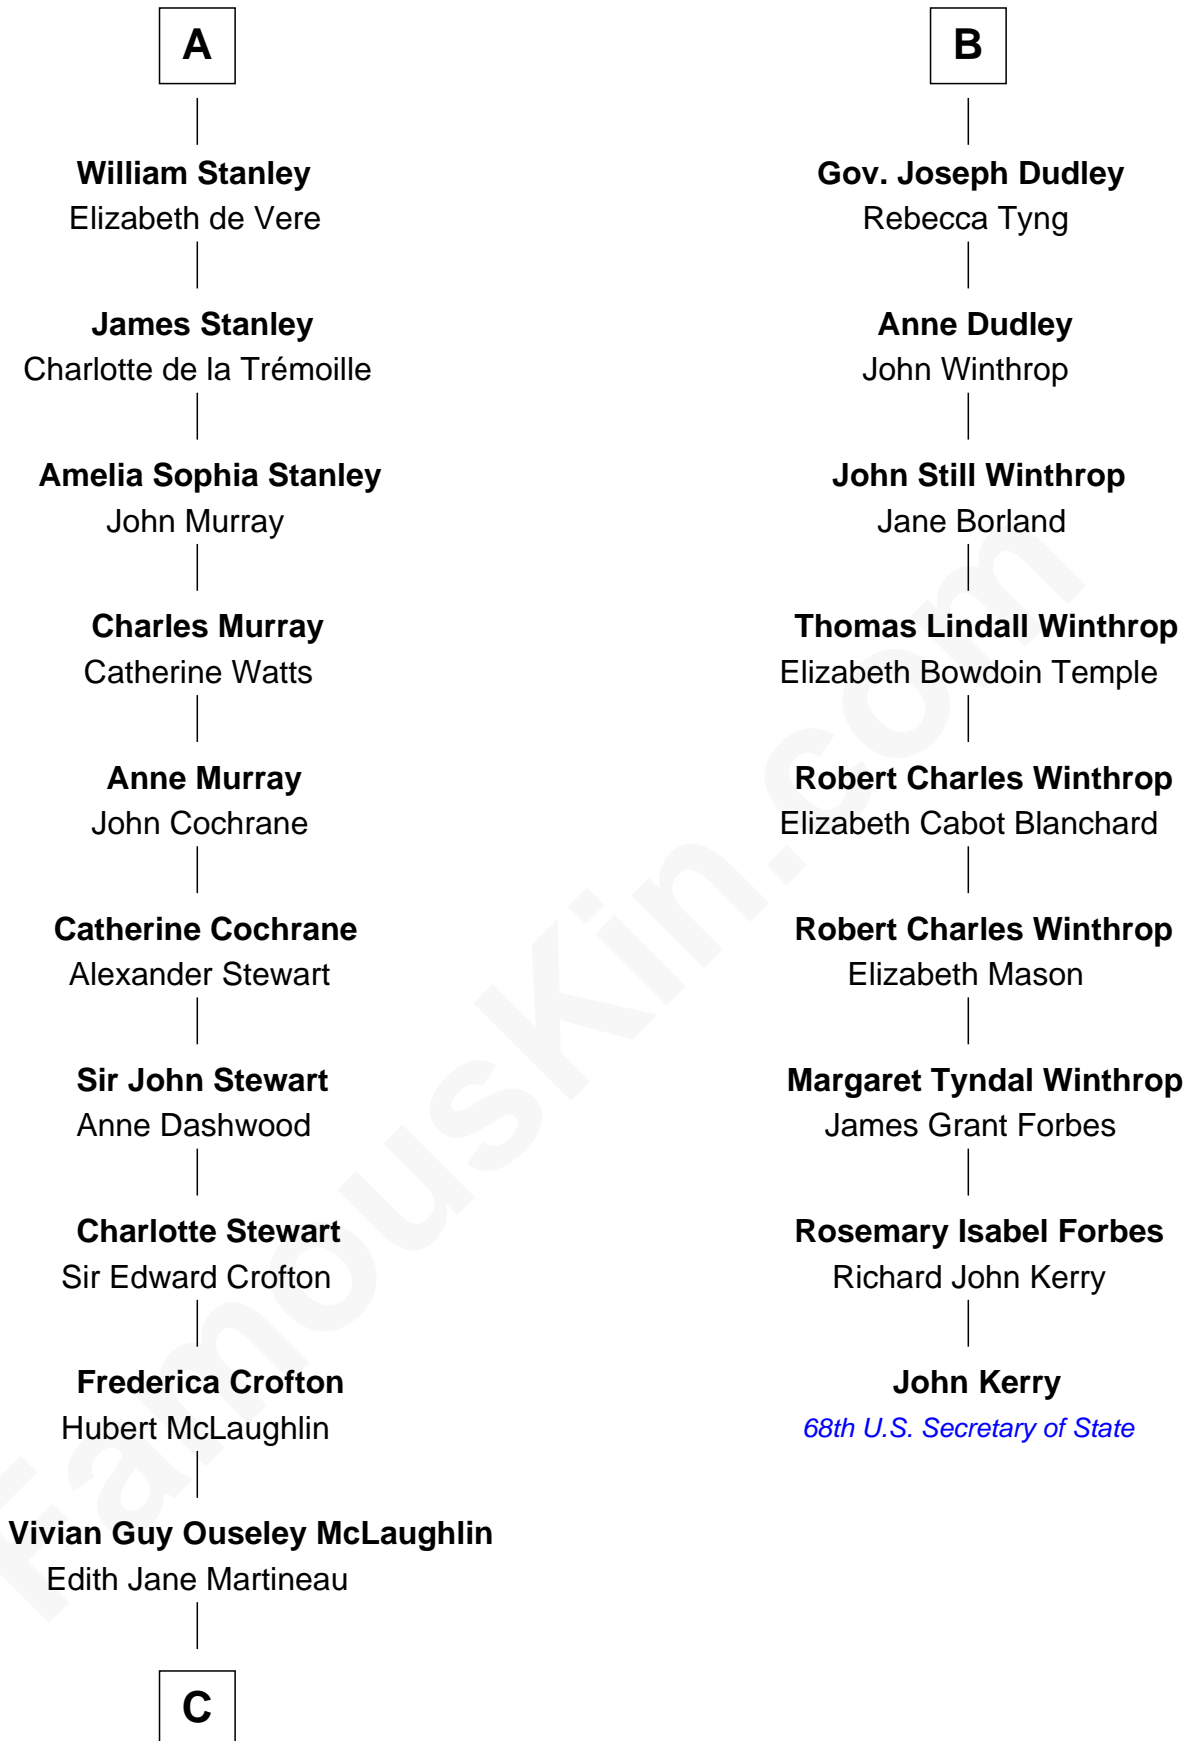 A
William Stanley
Elizabeth de Vere
James Stanley
Charlotte de la Trémoille
Amelia Sophia Stanley
John Murray
Charles Murray
Catherine Watts
Anne Murray
John Cochrane
Catherine Cochrane
Alexander Stewart
Sir John Stewart
Anne Dashwood
Charlotte Stewart
Sir Edward Crofton
Frederica Crofton
Hubert McLaughlin
Vivian Guy Ouseley McLaughlin
Edith Jane Martineau
C
B
Gov. Joseph Dudley
Rebecca Tyng
Anne Dudley
John Winthrop
John Still Winthrop
Jane Borland
Thomas Lindall Winthrop
Elizabeth Bowdoin Temple
Robert Charles Winthrop
Elizabeth Cabot Blanchard
Robert Charles Winthrop
Elizabeth Mason
Margaret Tyndal Winthrop
James Grant Forbes
Rosemary Isabel Forbes
Richard John Kerry
John Kerry
68th U.S. Secretary of State
FamousKin.com